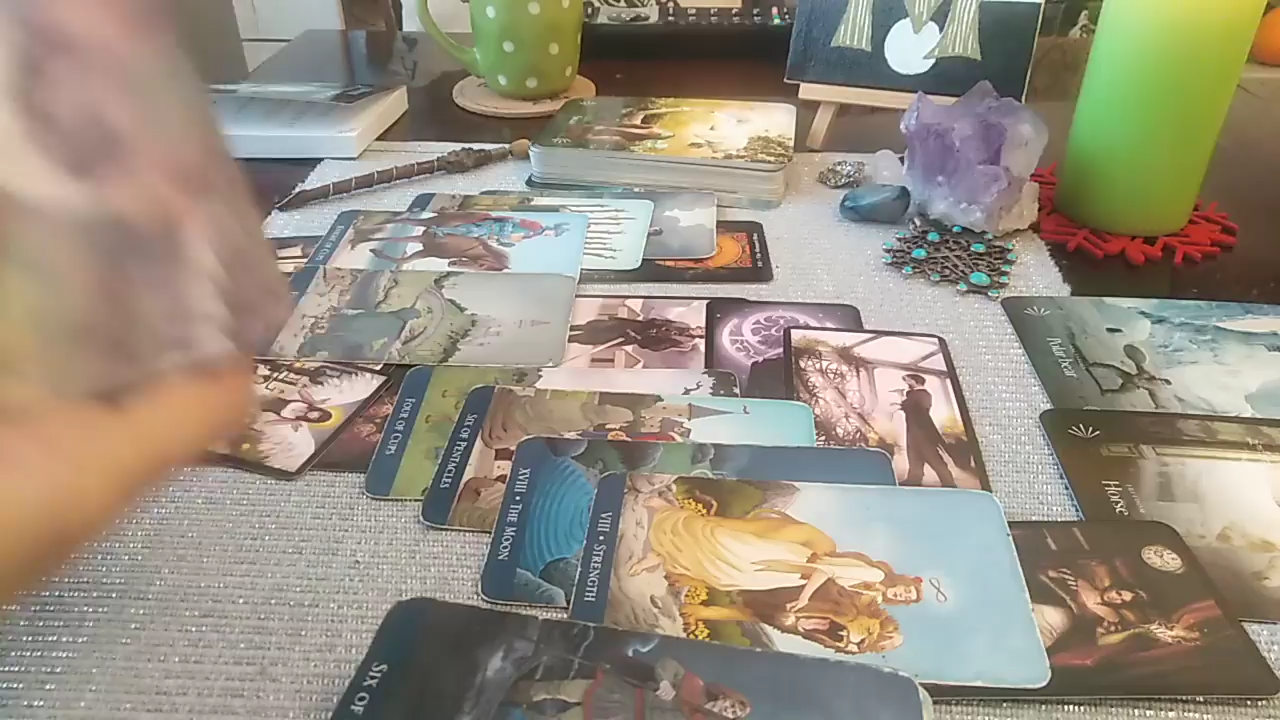 Polar Bear
FOUR OF CUPS
SIX OF PENTACLES
Horse
XVIII • THE MOON
VIII • STRENGTH
SIX OF